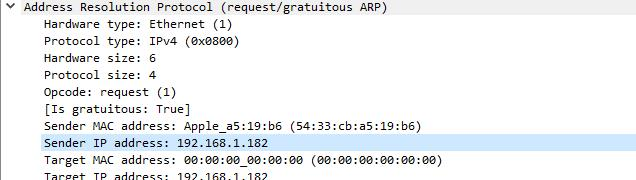 Address Resolution Protocol (request/gratuitous ARP)
Hardware type: Ethernet (1)
Protocol type: IPv4 (0x0800)
Hardware size: 6
Protocol size: 4
Opcode: request (1)
[Is gratuitous: True]
Sender MAC address: Apple_a5:19:b6 (54:33:cb:a5:19:b6)
Sender IP address: 192.168.1.182
Target MAC address: 00:00:00_00:00:00 (00:00:00:00:00:00)
Target IP address: 192.168.1.182